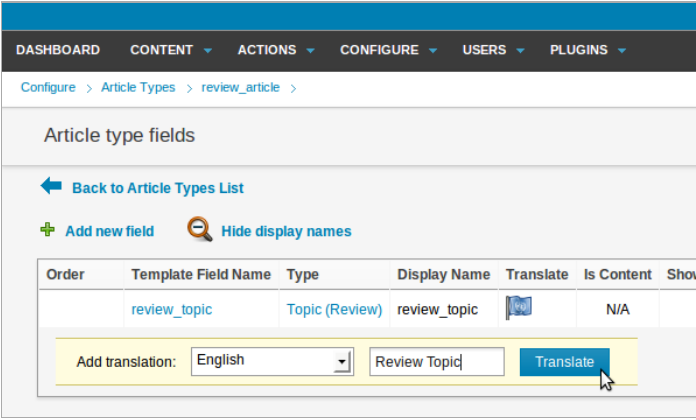 DASHBOARD CONTENT ACTIONS CONFIGURE USERS PLUGINS
Configure > Article Types > review_article >
Article type fields
Back to Article Types List
Add new field Hide display names
Order Template Field Name Type Display Name Translate Is Content Show
review_topic Topic (Review) review_topic N/A
Add translation: English Review Topic Translate